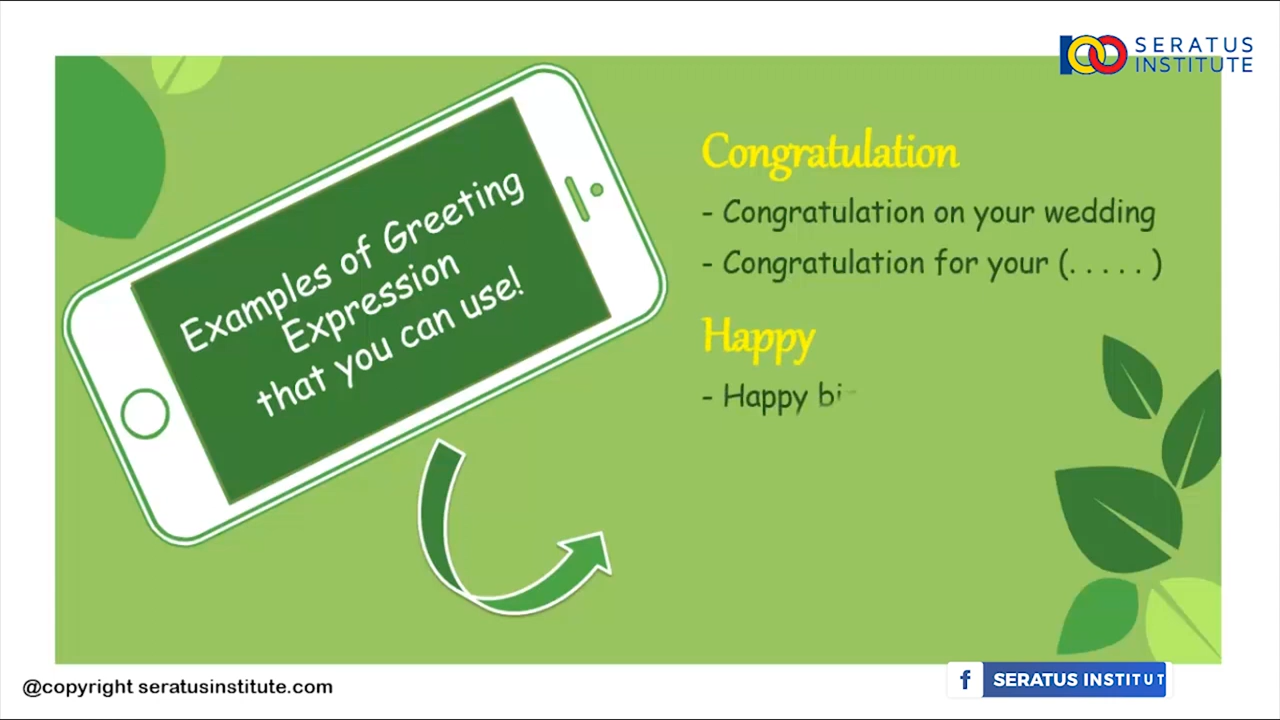 SERATUS
INSTITUTE
Examples of Greeting
Expression
that you can use!
Congratulation
- Congratulation on your wedding
- Congratulation for your (. . . . . )
Happy
- Happy
@copyright seratusinstitute.com
f SERATUS INSTITUT